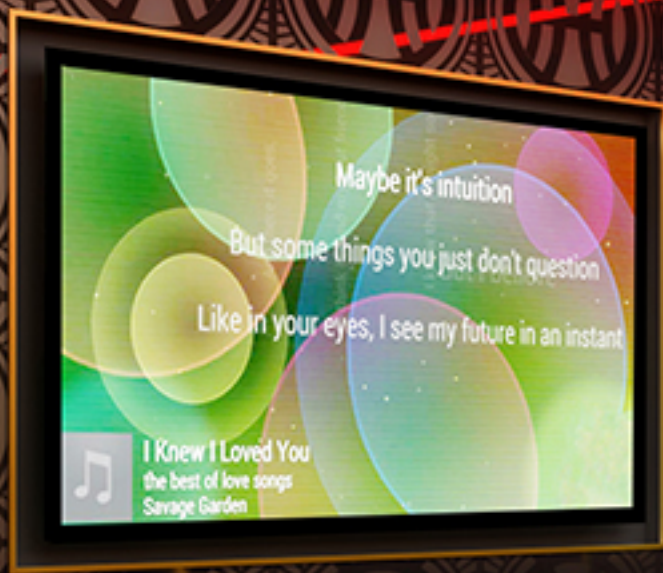 Maybe it's intuition
But some things you just don't question
Like in your eyes, I see my future in an instant
I Knew I Loved You
the best of love songs
Savage Garden